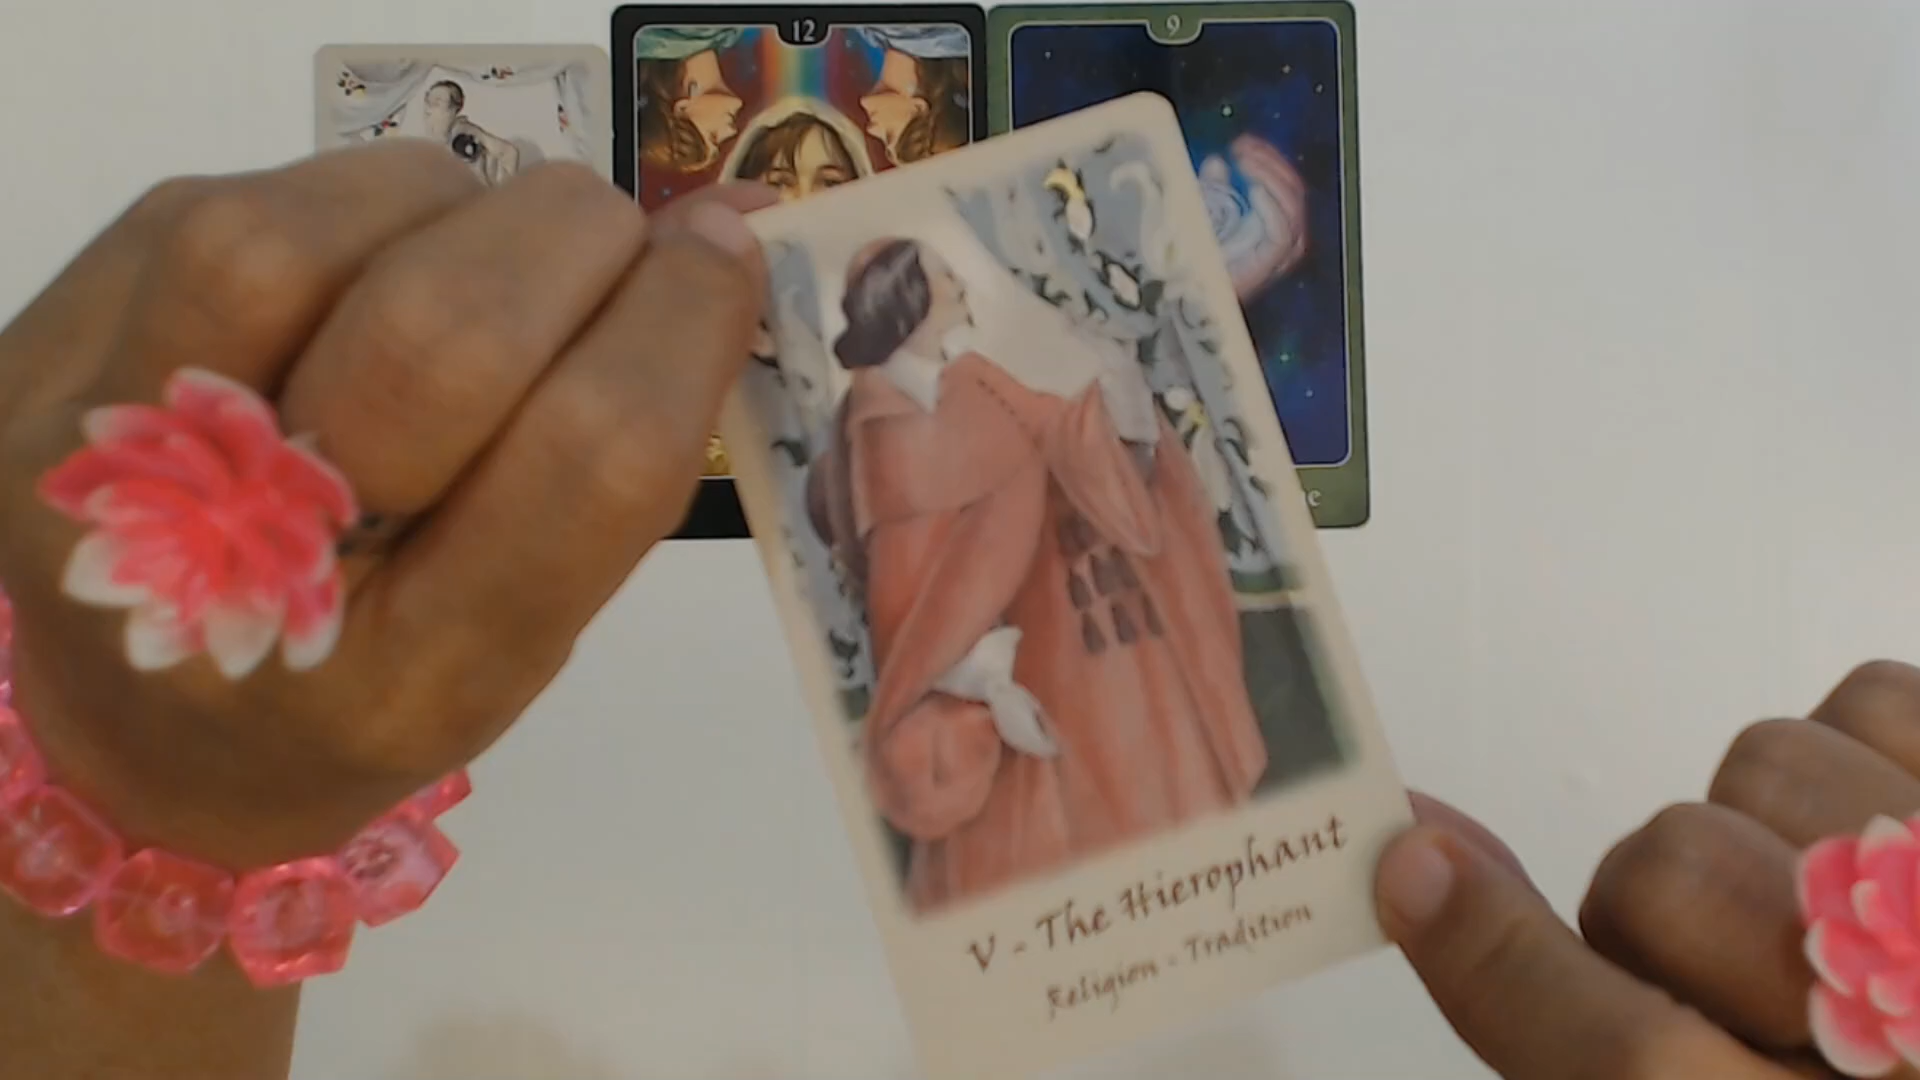 12
9
V - The Hierophant
Religion - Tradition